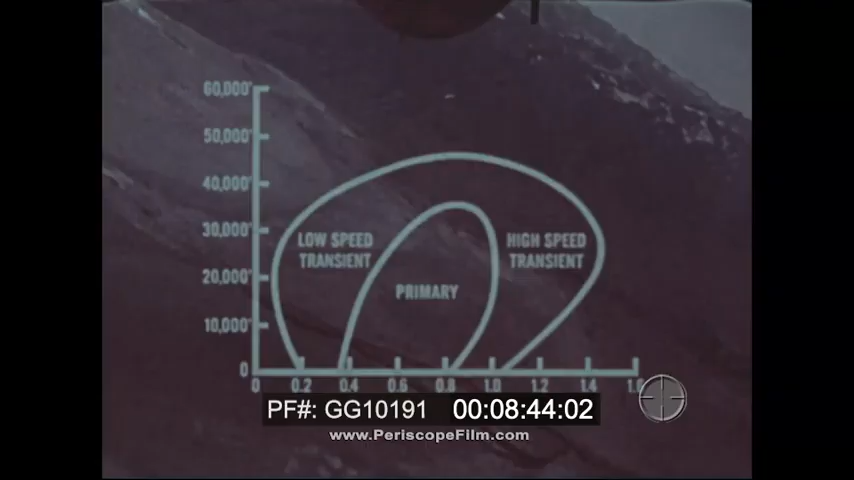 60,000'
50,000'
40,000'
30,000'
20,000'
10,000'
0
LOW SPEED
TRANSIENT
PRIMARY
HIGH SPEED
TRANSIENT
0 0.2 0.4 0.6 0.8 1.0 1.2 1.4 1.6
PF#: GG10191 00:08:44:02
www.PeriscopeFilm.com